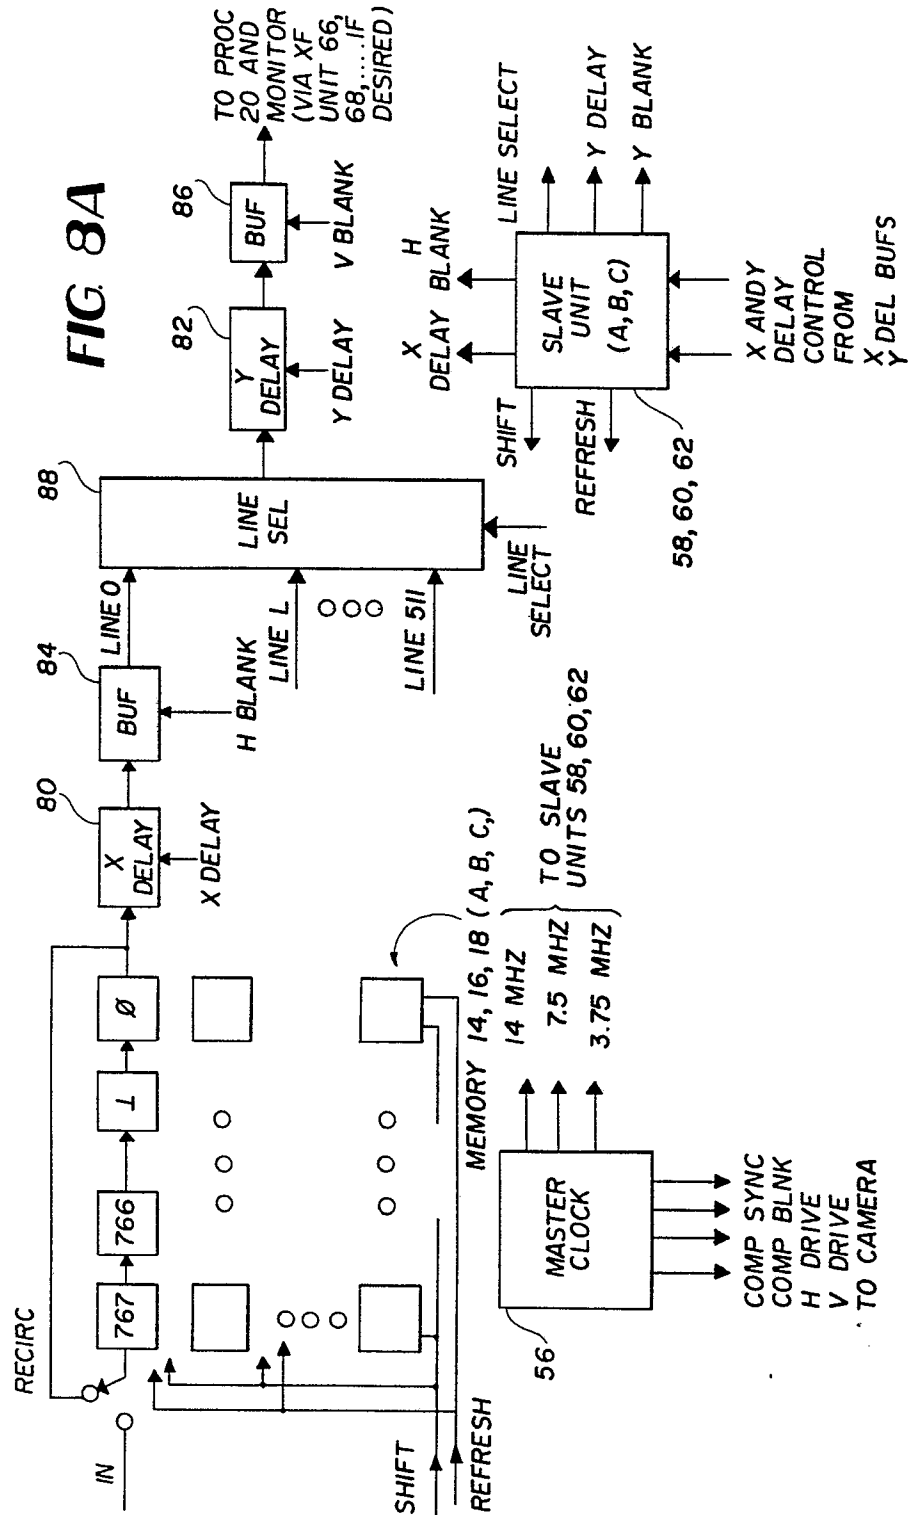 FIG. 8A
IN
RECIRC
767
766
1
Ø
80
X
DELAY
X DELAY
84
BUF
H BLANK
LINE 0
LINE L
LINE 511
88
LINE
SEL
LINE
SELECT
82
Y
DELAY
Y DELAY
86
BUF
V BLANK
TO PROC
20 AND
MONITOR
(VIA XF
UNIT 66,
68,....IF
DESIRED)
SHIFT
REFRESH
MEMORY 14, 16, 18 (A, B, C,)
56
MASTER
CLOCK
14 MHZ
7.5 MHZ
3.75 MHZ
TO SLAVE
UNITS 58, 60, 62
COMP SYNC
COMP BLNK
H DRIVE
V DRIVE
TO CAMERA
SHIFT
REFRESH
X
DELAY
H
BLANK
SLAVE
UNIT
(A, B, C)
58, 60, 62
LINE SELECT
Y DELAY
Y BLANK
X ANDY
DELAY
CONTROL
FROM
X
Y DEL BUFS